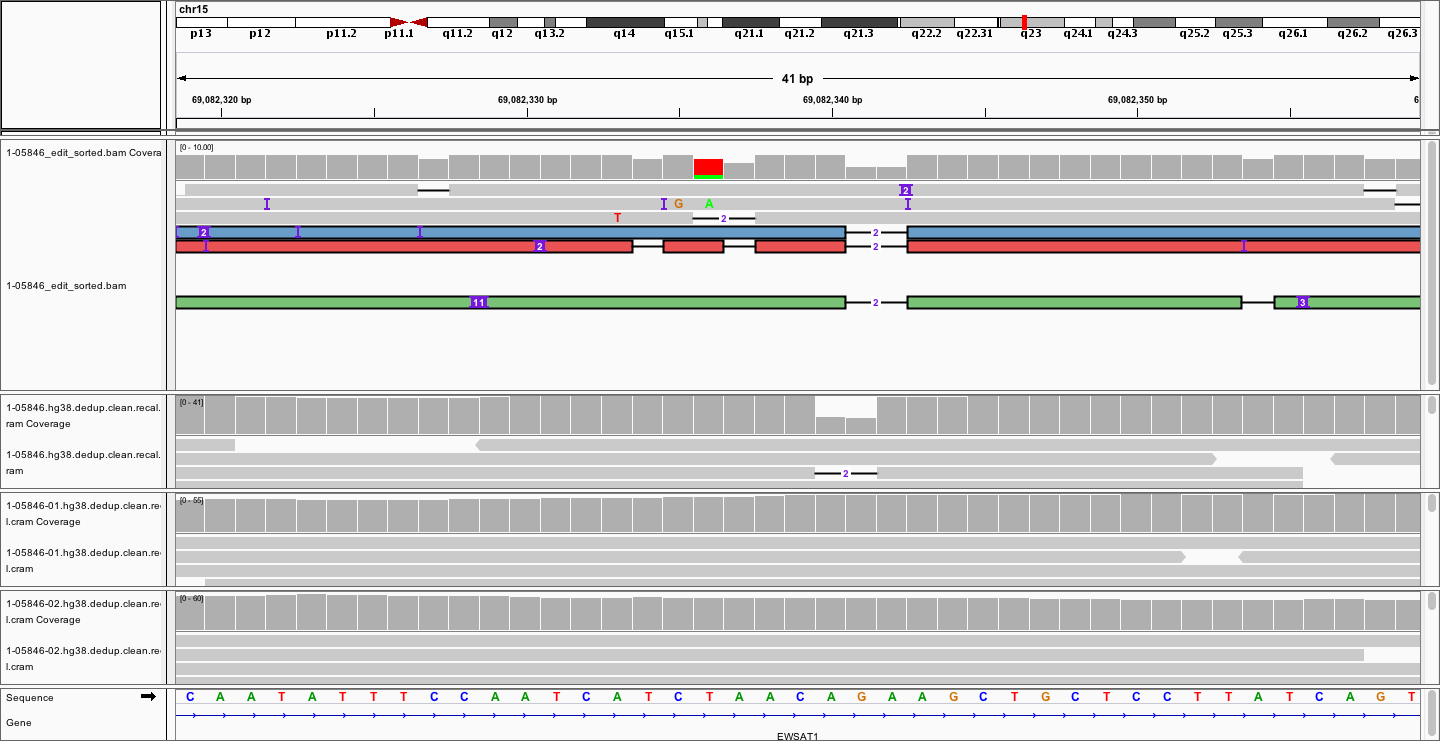 chr15
p13 p12 p11.2 p11.1 q11.2 q12 q13.2 q14 q15.1 q21.1 q21.2 q21.3 q22.2 q22.31 q23 q24.1 q24.3 q25.2 q25.3 q26.1 q26.2 q26.3
41 bp
69,082,320 bp 69,082,330 bp 69,082,340 bp 69,082,350 bp 6
1-05846_edit_sorted.bam Covera
[0 - 10.00]
2
G A
T 2
2 2
2 2
1-05846_edit_sorted.bam
11 2 3
1-05846.hg38.dedup.clean.recal.
ram Coverage
[0 - 41]
1-05846.hg38.dedup.clean.recal.
ram
2
1-05846-01.hg38.dedup.clean.re
l.cram Coverage
[0 - 55]
1-05846-01.hg38.dedup.clean.re
l.cram
1-05846-02.hg38.dedup.clean.re
l.cram Coverage
[0 - 60]
1-05846-02.hg38.dedup.clean.re
l.cram
Sequence C A A T A T T T C C A A T C A T C T A A C A G A A G C T G C T C C T T A T C A G T
Gene
EWSAT1